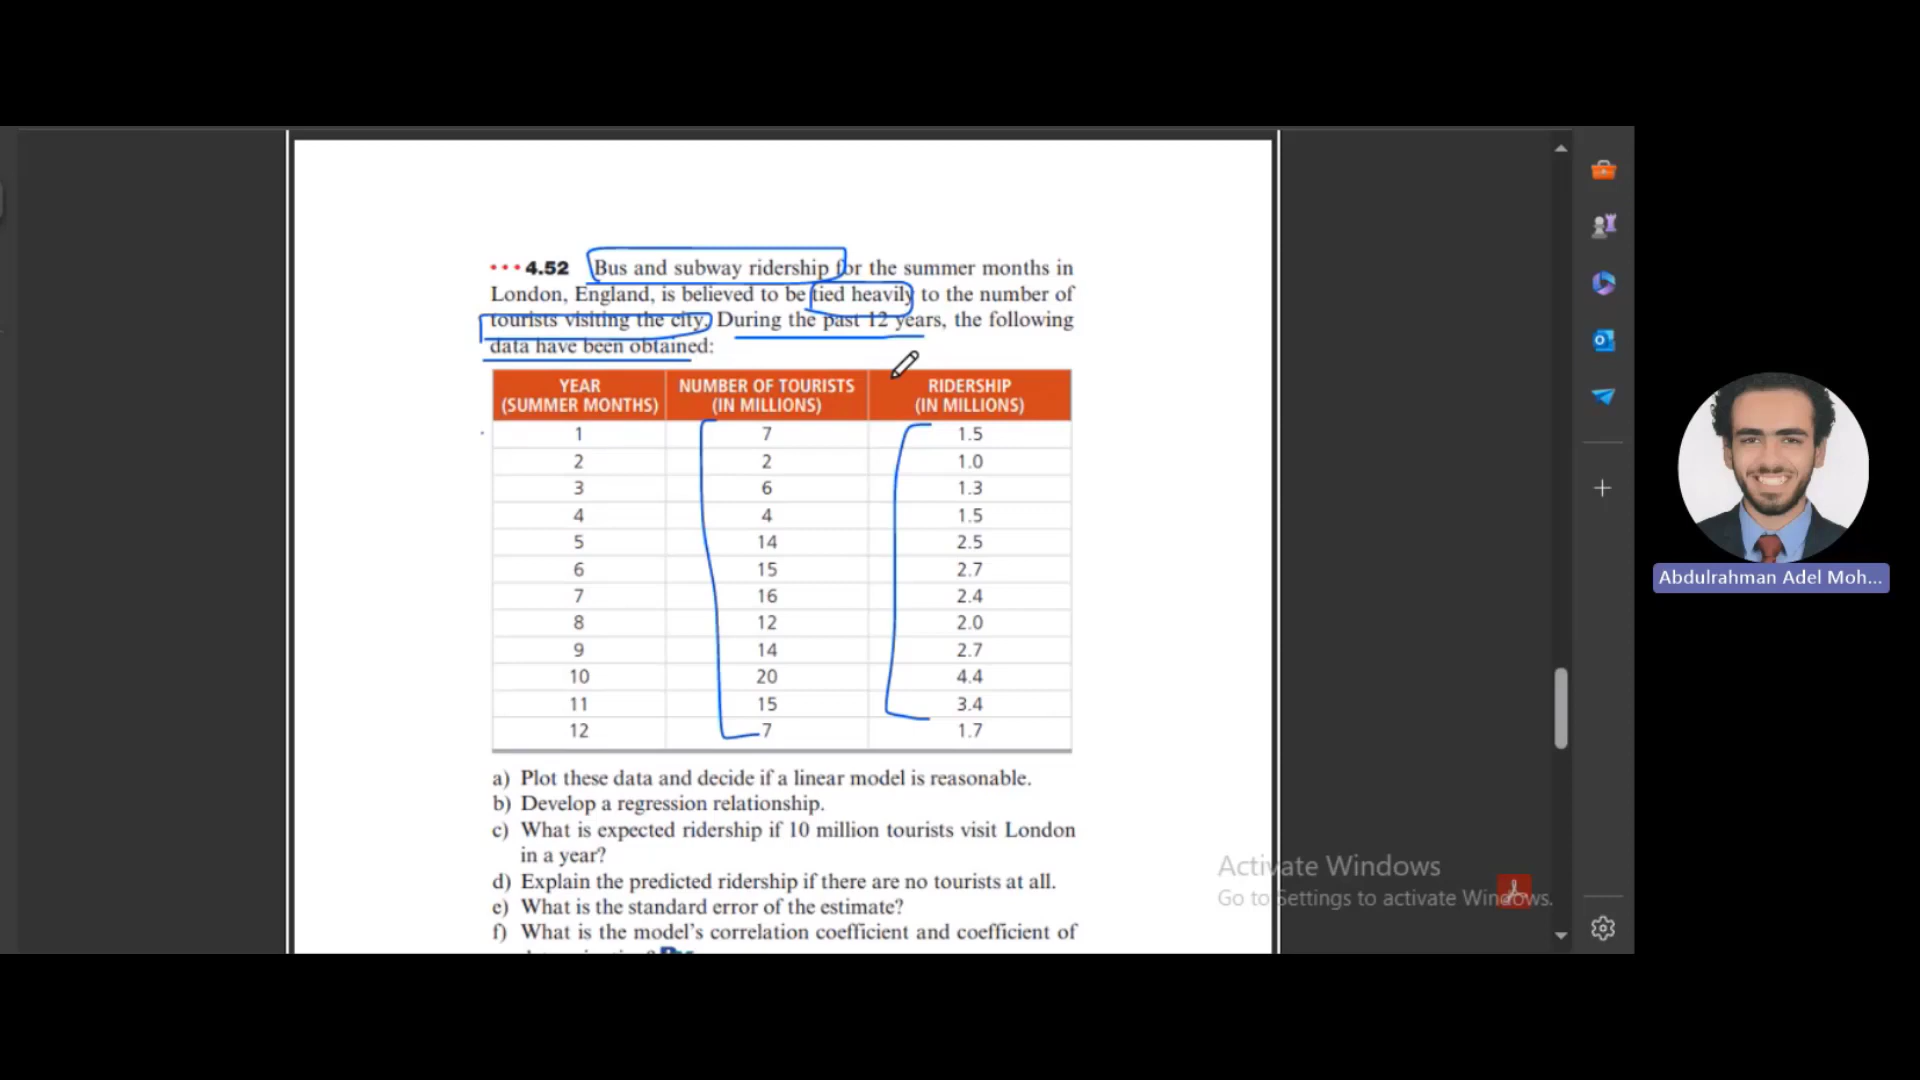 ••• 4.52 Bus and subway ridership for the summer months in
London, England, is believed to be tied heavily to the number of
tourists visiting the city. During the past 12 years, the following
data have been obtained:
YEAR (SUMMER MONTHS) NUMBER OF TOURISTS (IN MILLIONS) RIDERSHIP (IN MILLIONS)
1 7 1.5
2 2 1.0
3 6 1.3
4 4 1.5
5 14 2.5
6 15 2.7
7 16 2.4
8 12 2.0
9 14 2.7
10 20 4.4
11 15 3.4
12 7 1.7
a) Plot these data and decide if a linear model is reasonable.
b) Develop a regression relationship.
c) What is expected ridership if 10 million tourists visit London
in a year?
d) Explain the predicted ridership if there are no tourists at all.
e) What is the standard error of the estimate?
f) What is the model's correlation coefficient and coefficient of
Activate Windows
Go to Settings to activate Windows.
Abdulrahman Adel Moh...